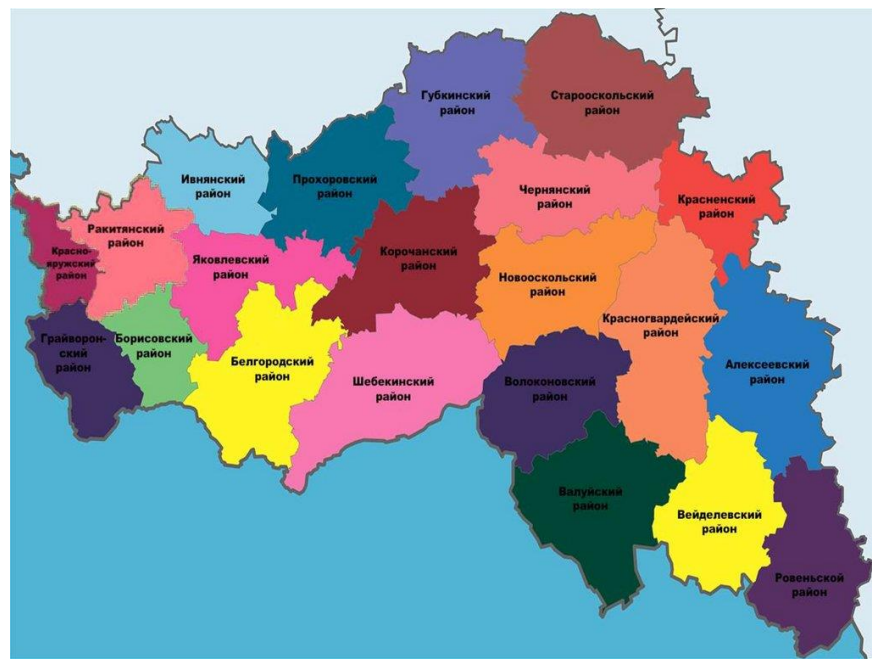 Губкинский
район
Старооскольский
район
Ивнянский
район
Прохоровский
район
Чернянский
район
Красненский
район
Ракитянский
район
Красно-
яружский
район
Яковлевский
район
Корочанский
район
Новооскольский
район
Красногвардейский
район
Грайворон-
ский
район
Борисовский
район
Белгородский
район
Шебекинский
район
Волоконовский
район
Алексеевский
район
Валуйский
район
Вейделевский
район
Ровеньской
район